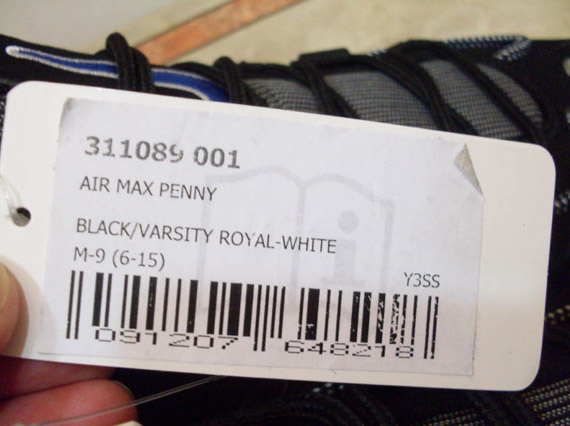 311089 001
AIR MAX PENNY
BLACK/VARSITY ROYAL-WHITE
M-9 (6-15)
Y3SS
091207 648218